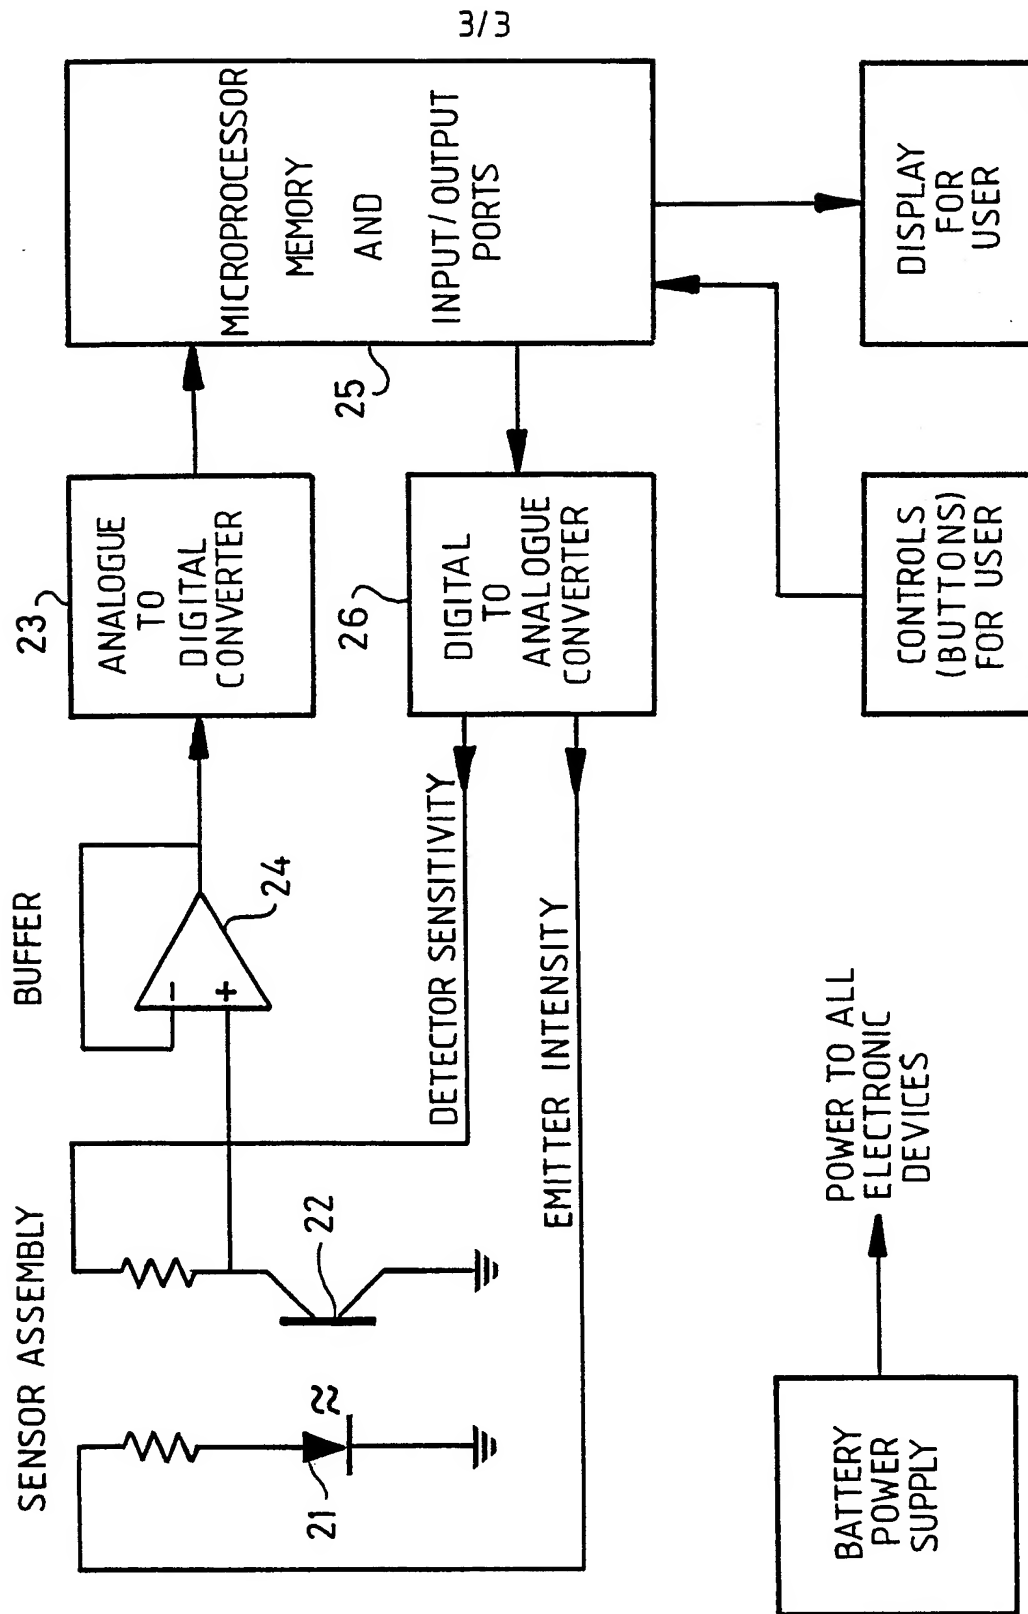 3/3
SENSOR ASSEMBLY
BUFFER
21
22
-
+
24
23
ANALOGUE
TO
DIGITAL
CONVERTER
25
MICROPROCESSOR
MEMORY
AND
INPUT/OUTPUT
PORTS
DETECTOR SENSITIVITY
EMITTER INTENSITY
26
DIGITAL
TO
ANALOGUE
CONVERTER
BATTERY
POWER
SUPPLY
POWER TO ALL
ELECTRONIC
DEVICES
CONTROLS
(BUTTONS)
FOR USER
DISPLAY
FOR
USER